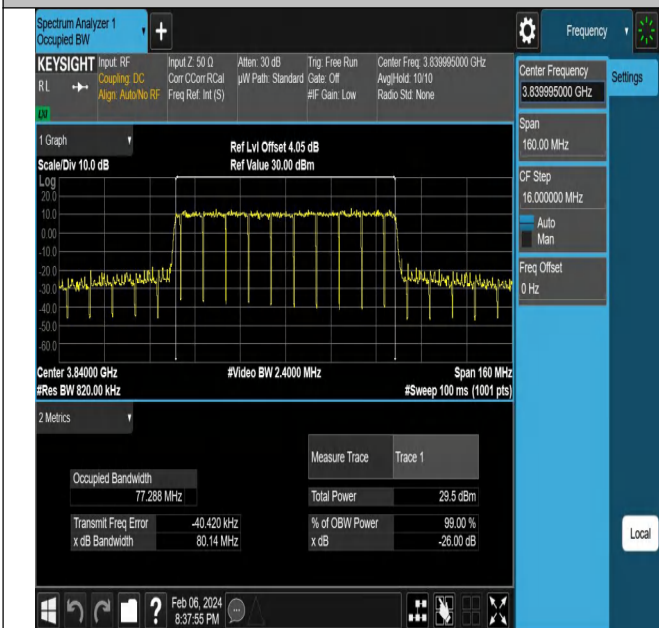 Spectrum Analyzer 1
Occupied BW
+
Frequency
KEYSIGHT
RL
Input: RF
Coupling: DC
Align: Auto/No RF
Input Z: 50 Ω
Corr CCorr RCal
Freq Ref: Int (S)
Atten: 30 dB
µW Path: Standard
Trig: Free Run
Gate: Off
#IF Gain: Low
Center Freq: 3.839995000 GHz
Avg|Hold: 10/10
Radio Std: None
Center Frequency
3.839995000 GHz
Settings
Span
160.00 MHz
CF Step
16.000000 MHz
Auto
Man
Freq Offset
0 Hz
1 Graph
Scale/Div 10.0 dB
Ref Lvl Offset 4.05 dB
Ref Value 30.00 dBm
Log
20.0
10.0
0.00
-10.0
-20.0
-30.0
-40.0
-50.0
-60.0
Center 3.84000 GHz
#Video BW 2.4000 MHz
Span 160 MHz
#Res BW 820.00 kHz
#Sweep 100 ms (1001 pts)
2 Metrics
Measure Trace
Trace 1
Occupied Bandwidth
77.288 MHz
Total Power
29.5 dBm
Transmit Freq Error
-40.420 kHz
% of OBW Power
99.00 %
x dB Bandwidth
80.14 MHz
x dB
-26.00 dB
Local
?
Feb 06, 2024
8:37:55 PM